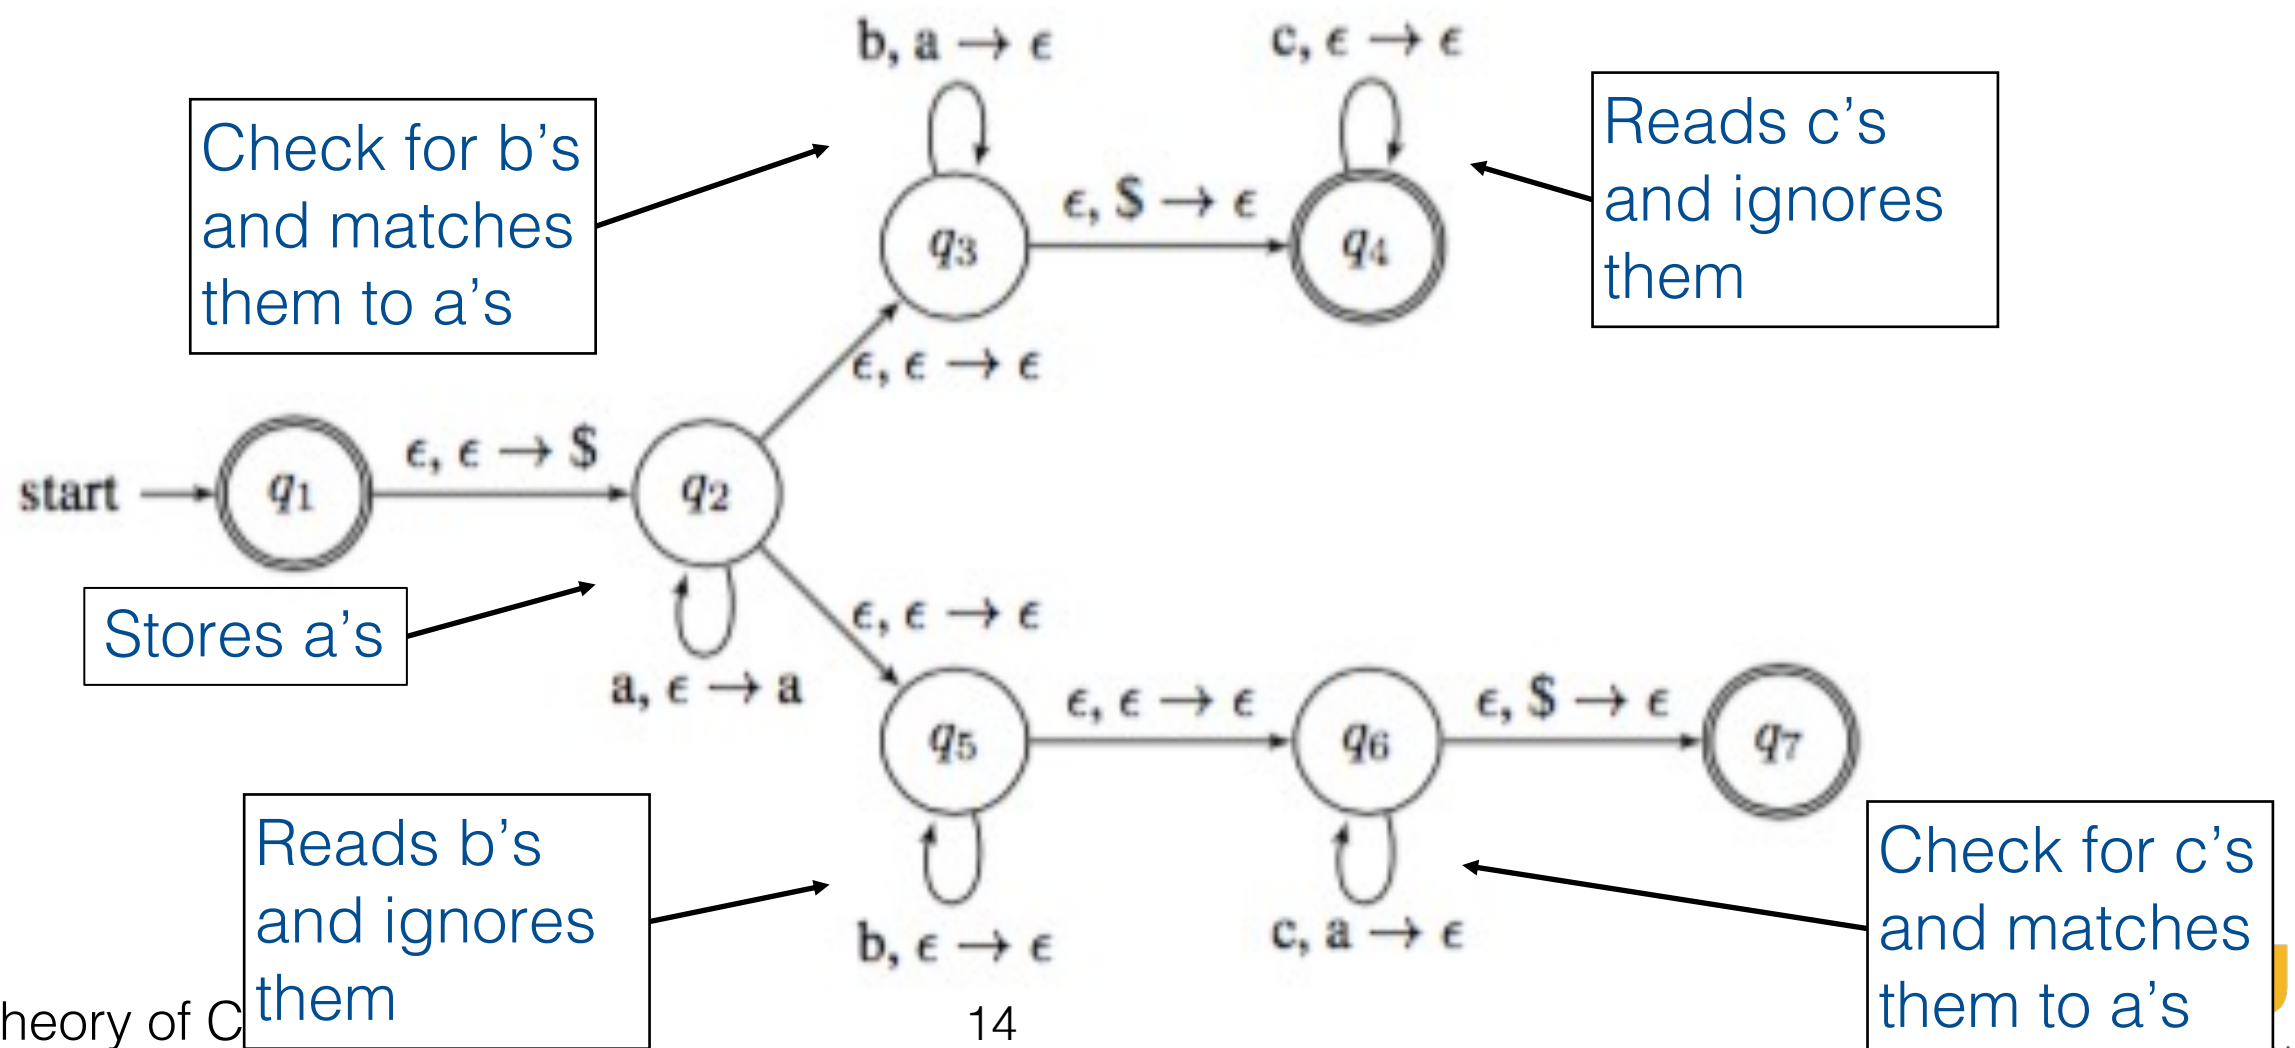 b, a → ϵ
c, ϵ → ϵ
Check for b’s
and matches
them to a’s
Reads c’s
and ignores
them
q3
ϵ, $ → ϵ
q4
ϵ, ϵ → ϵ
start
q1
ϵ, ϵ → $
q2
Stores a’s
a, ϵ → a
ϵ, ϵ → ϵ
q5
ϵ, ϵ → ϵ
q6
ϵ, $ → ϵ
q7
Reads b’s
and ignores
them
b, ϵ → ϵ
c, a → ϵ
Check for c’s
and matches
them to a’s
heory of C
14